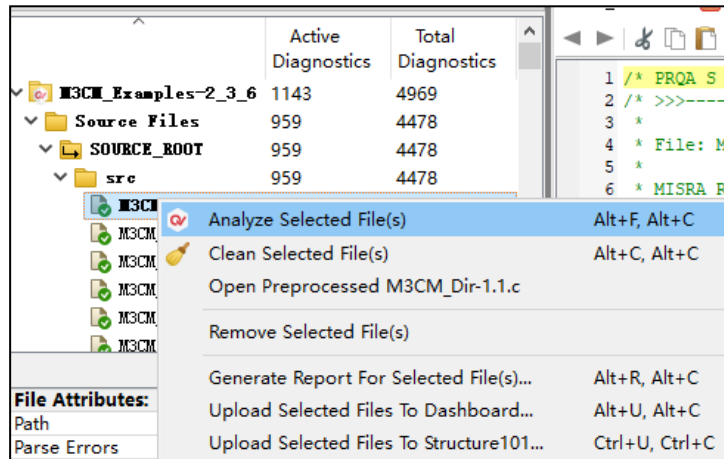 Active Diagnostics
Total Diagnostics
M3CM_Examples-2_3_6 1143 4969
Source Files 959 4478
SOURCE_ROOT 959 4478
src 959 4478
M3CM
M3CM_
M3CM_
M3CM
M3CM
M3CM
File Attributes:
Path
Parse Errors
Analyze Selected File(s) Alt+F, Alt+C
Clean Selected File(s) Alt+C, Alt+C
Open Preprocessed M3CM_Dir-1.1.c
Remove Selected File(s)
Generate Report For Selected File(s)... Alt+R, Alt+C
Upload Selected Files To Dashboard... Alt+U, Alt+C
Upload Selected Files To Structure101... Ctrl+U, Ctrl+C
1 /* PRQA S
2 /* >>>----
3 *
4 * File: M
5 *
6 * MISRA R